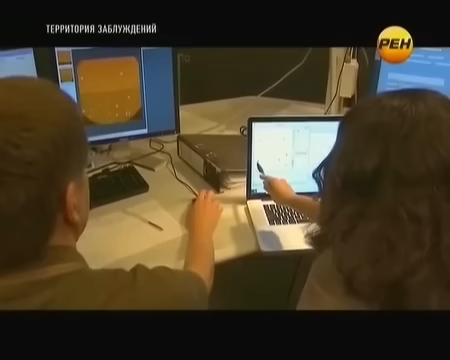 ТЕРРИТОРИЯ ЗАБЛУЖДЕНИЙ
РЕН